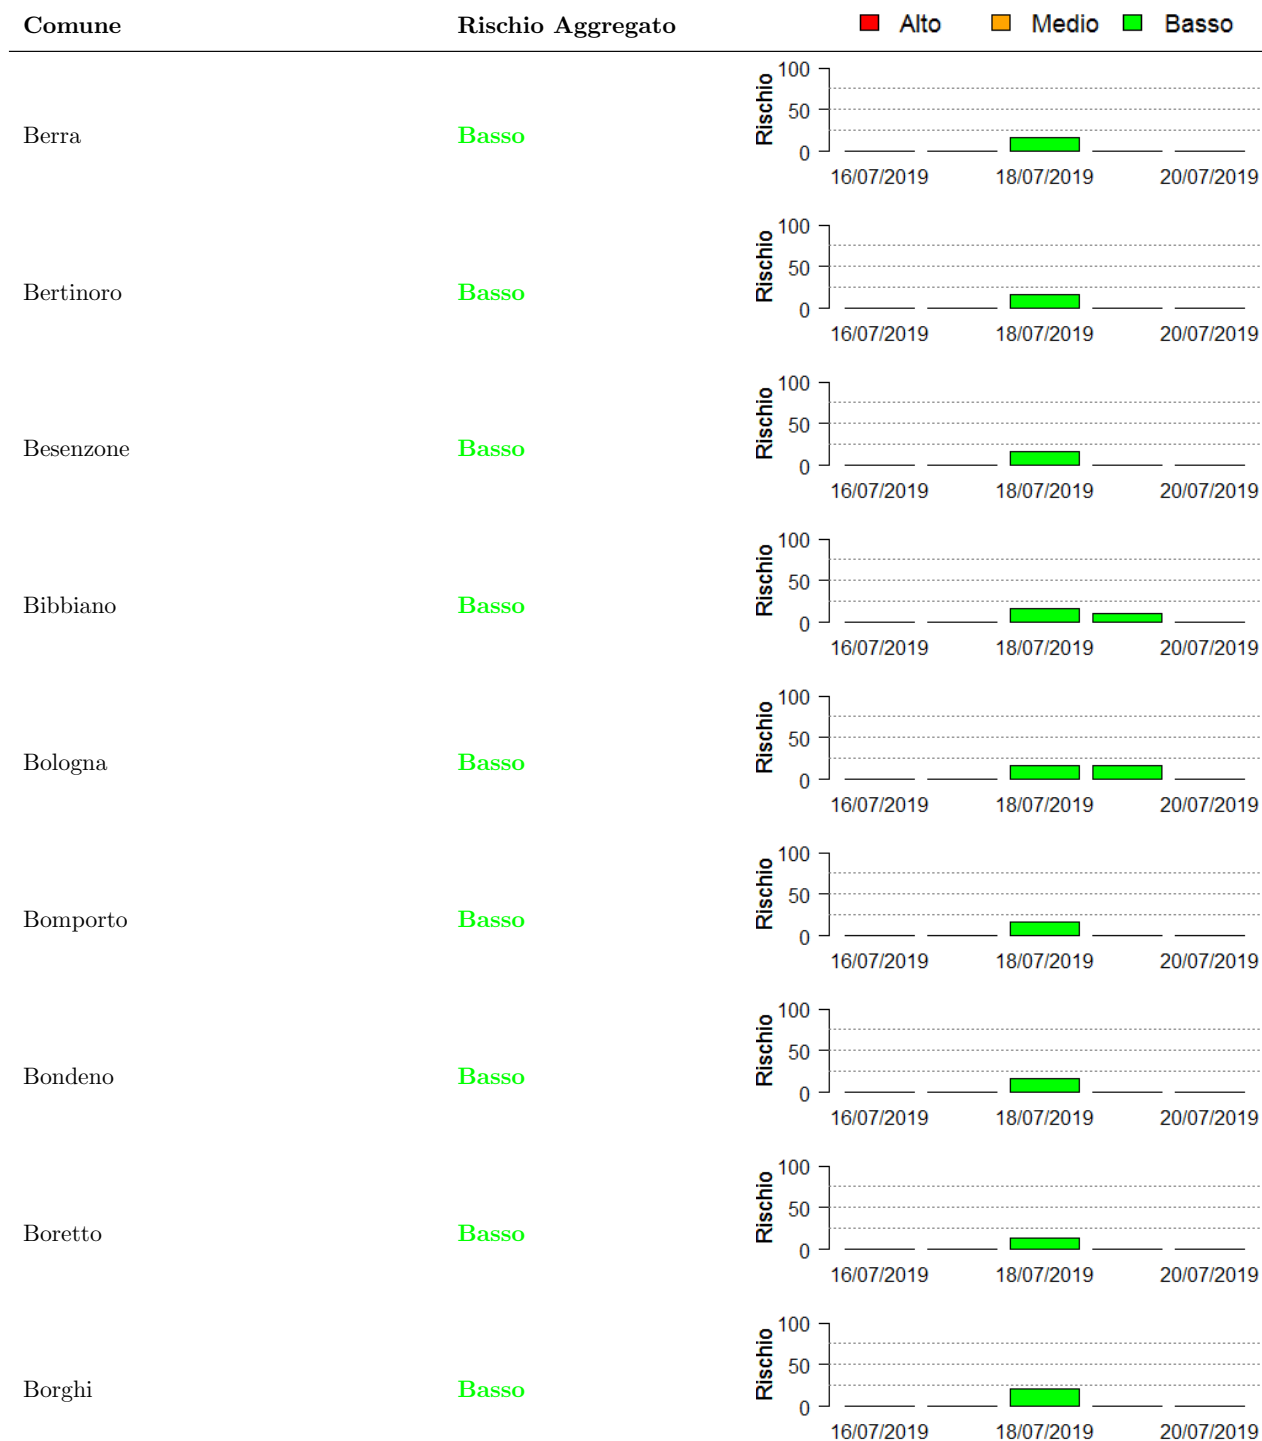 Comune Rischio Aggregato Alto Medio Basso
100
50
0
Rischio
Berra Basso
16/07/2019 18/07/2019 20/07/2019
100
50
0
Rischio
Bertinoro Basso
16/07/2019 18/07/2019 20/07/2019
100
50
0
Rischio
Besenzone Basso
16/07/2019 18/07/2019 20/07/2019
100
50
0
Rischio
Bibbiano Basso
16/07/2019 18/07/2019 20/07/2019
100
50
0
Rischio
Bologna Basso
16/07/2019 18/07/2019 20/07/2019
100
50
0
Rischio
Bomporto Basso
16/07/2019 18/07/2019 20/07/2019
100
50
0
Rischio
Bondeno Basso
16/07/2019 18/07/2019 20/07/2019
100
50
0
Rischio
Boretto Basso
16/07/2019 18/07/2019 20/07/2019
100
50
0
Rischio
Borghi Basso
16/07/2019 18/07/2019 20/07/2019